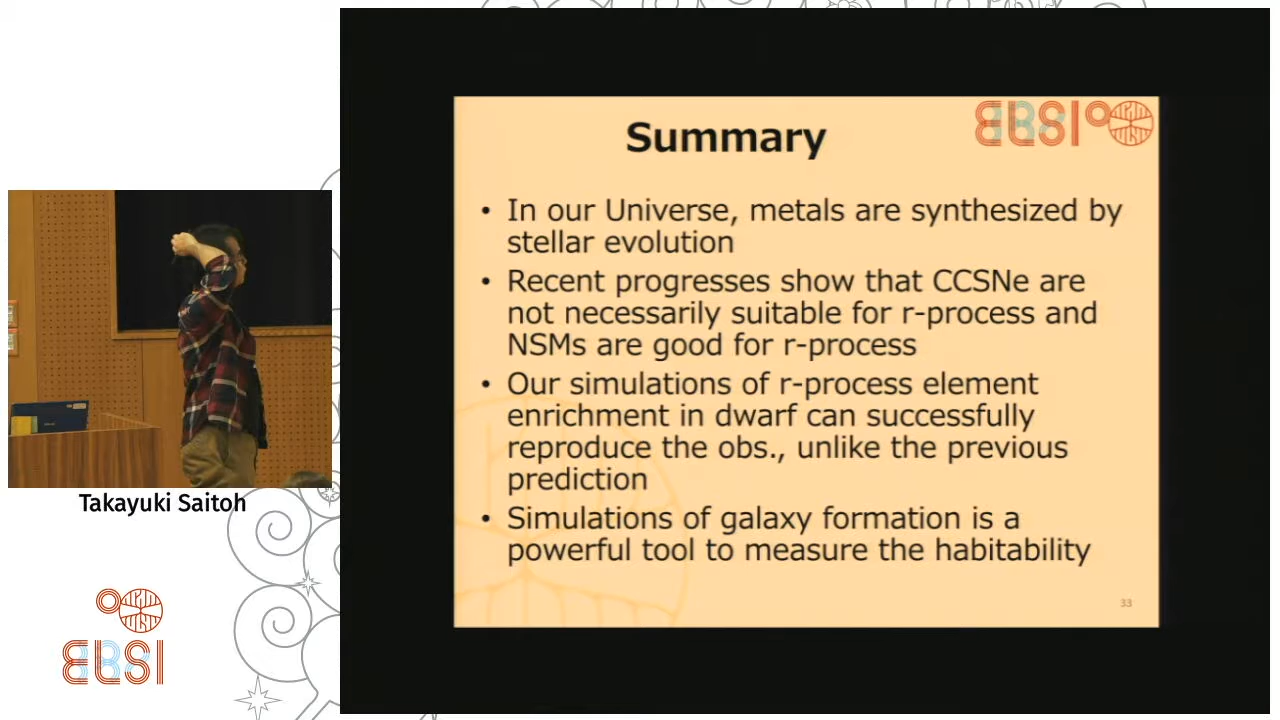 Summary
ELSI
• In our Universe, metals are synthesized by
stellar evolution
• Recent progresses show that CCSNe are
not necessarily suitable for r-process and
NSMs are good for r-process
• Our simulations of r-process element
enrichment in dwarf can successfully
reproduce the obs., unlike the previous
prediction
• Simulations of galaxy formation is a
powerful tool to measure the habitability
33
Takayuki Saitoh
ELSI